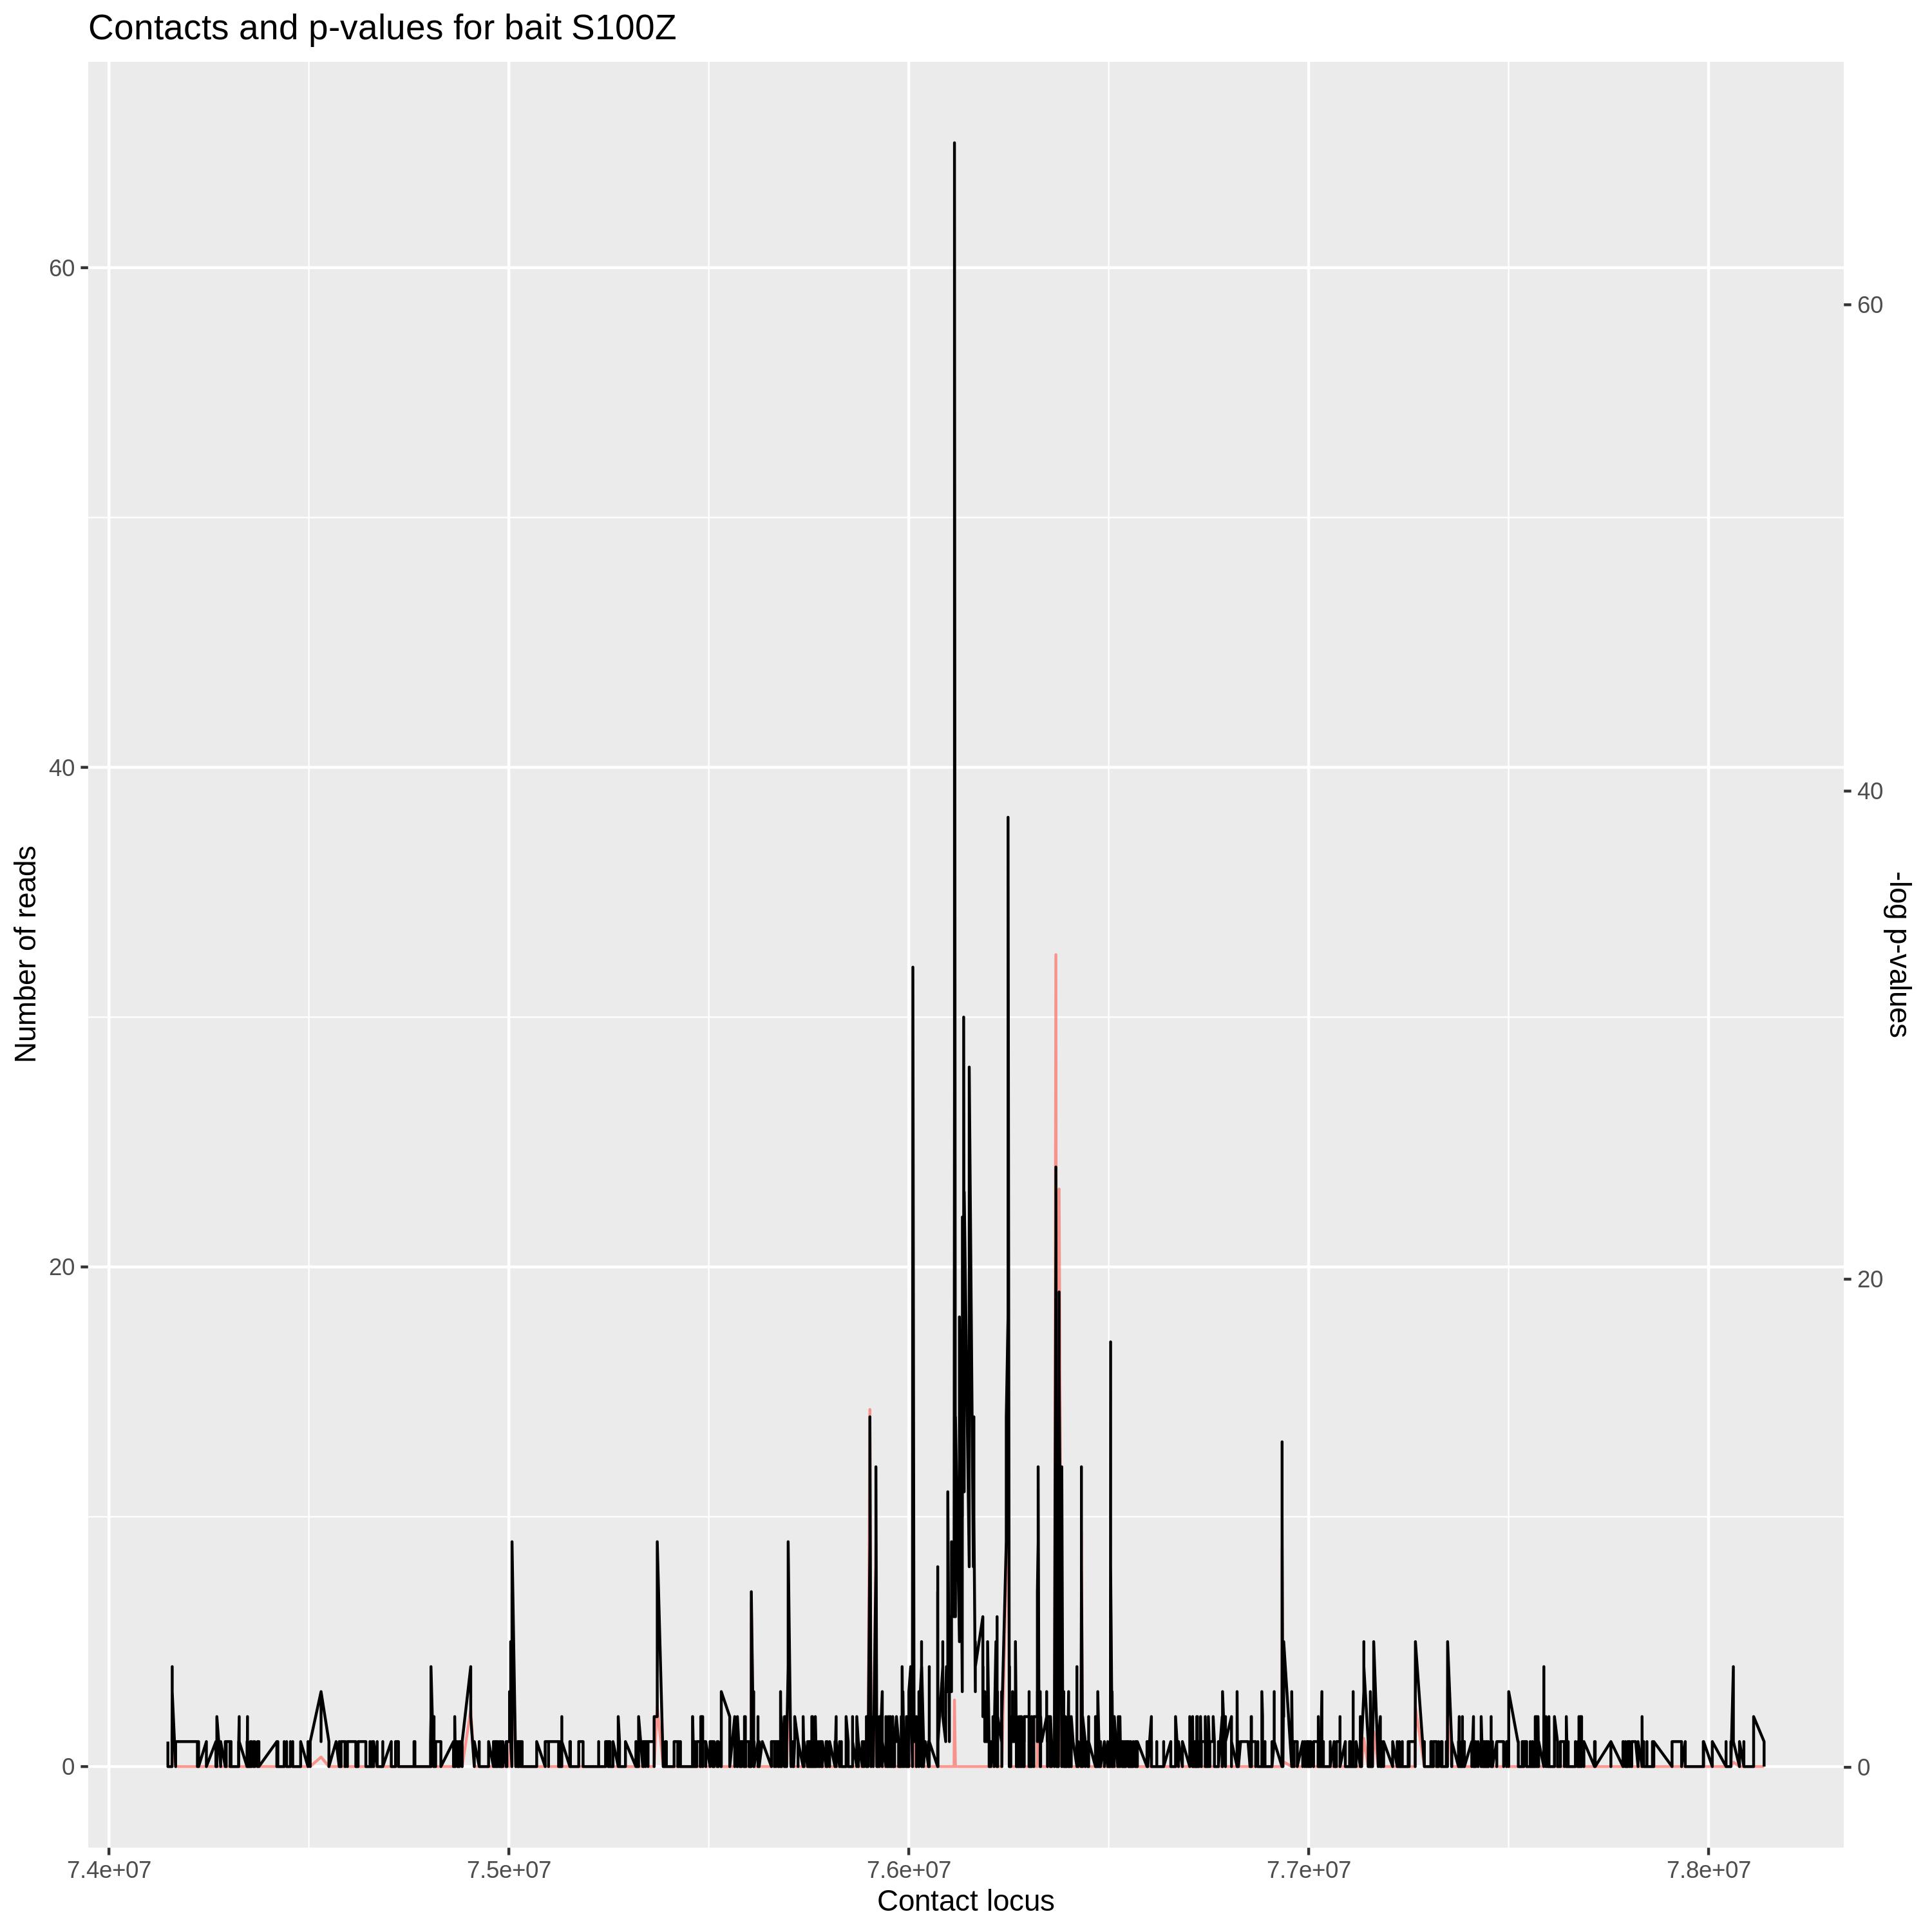 Contacts and p-values for bait S100Z
60
40
20
0
Number of reads
60
40
20
0
-log p-values
7.4e+07 7.5e+07 7.6e+07 7.7e+07 7.8e+07
Contact locus